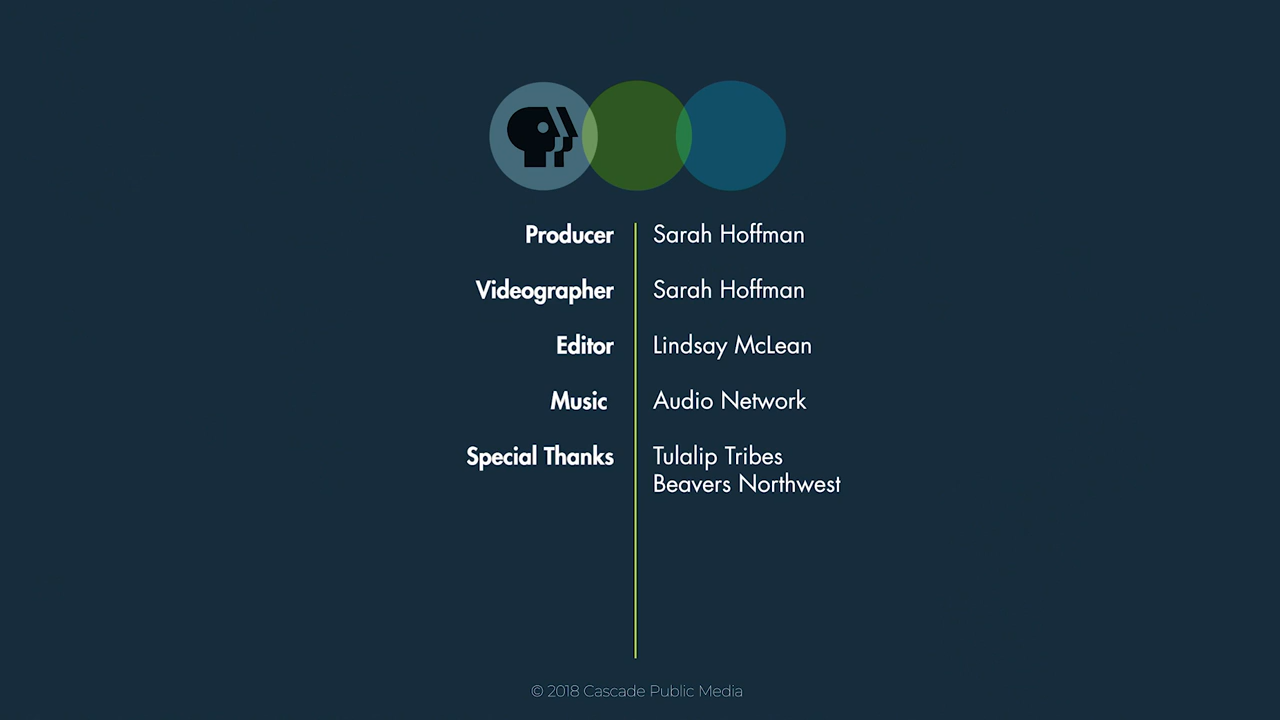 Producer Sarah Hoffman
Videographer Sarah Hoffman
Editor Lindsay McLean
Music Audio Network
Special Thanks Tulalip Tribes
Beavers Northwest
© 2018 Cascade Public Media